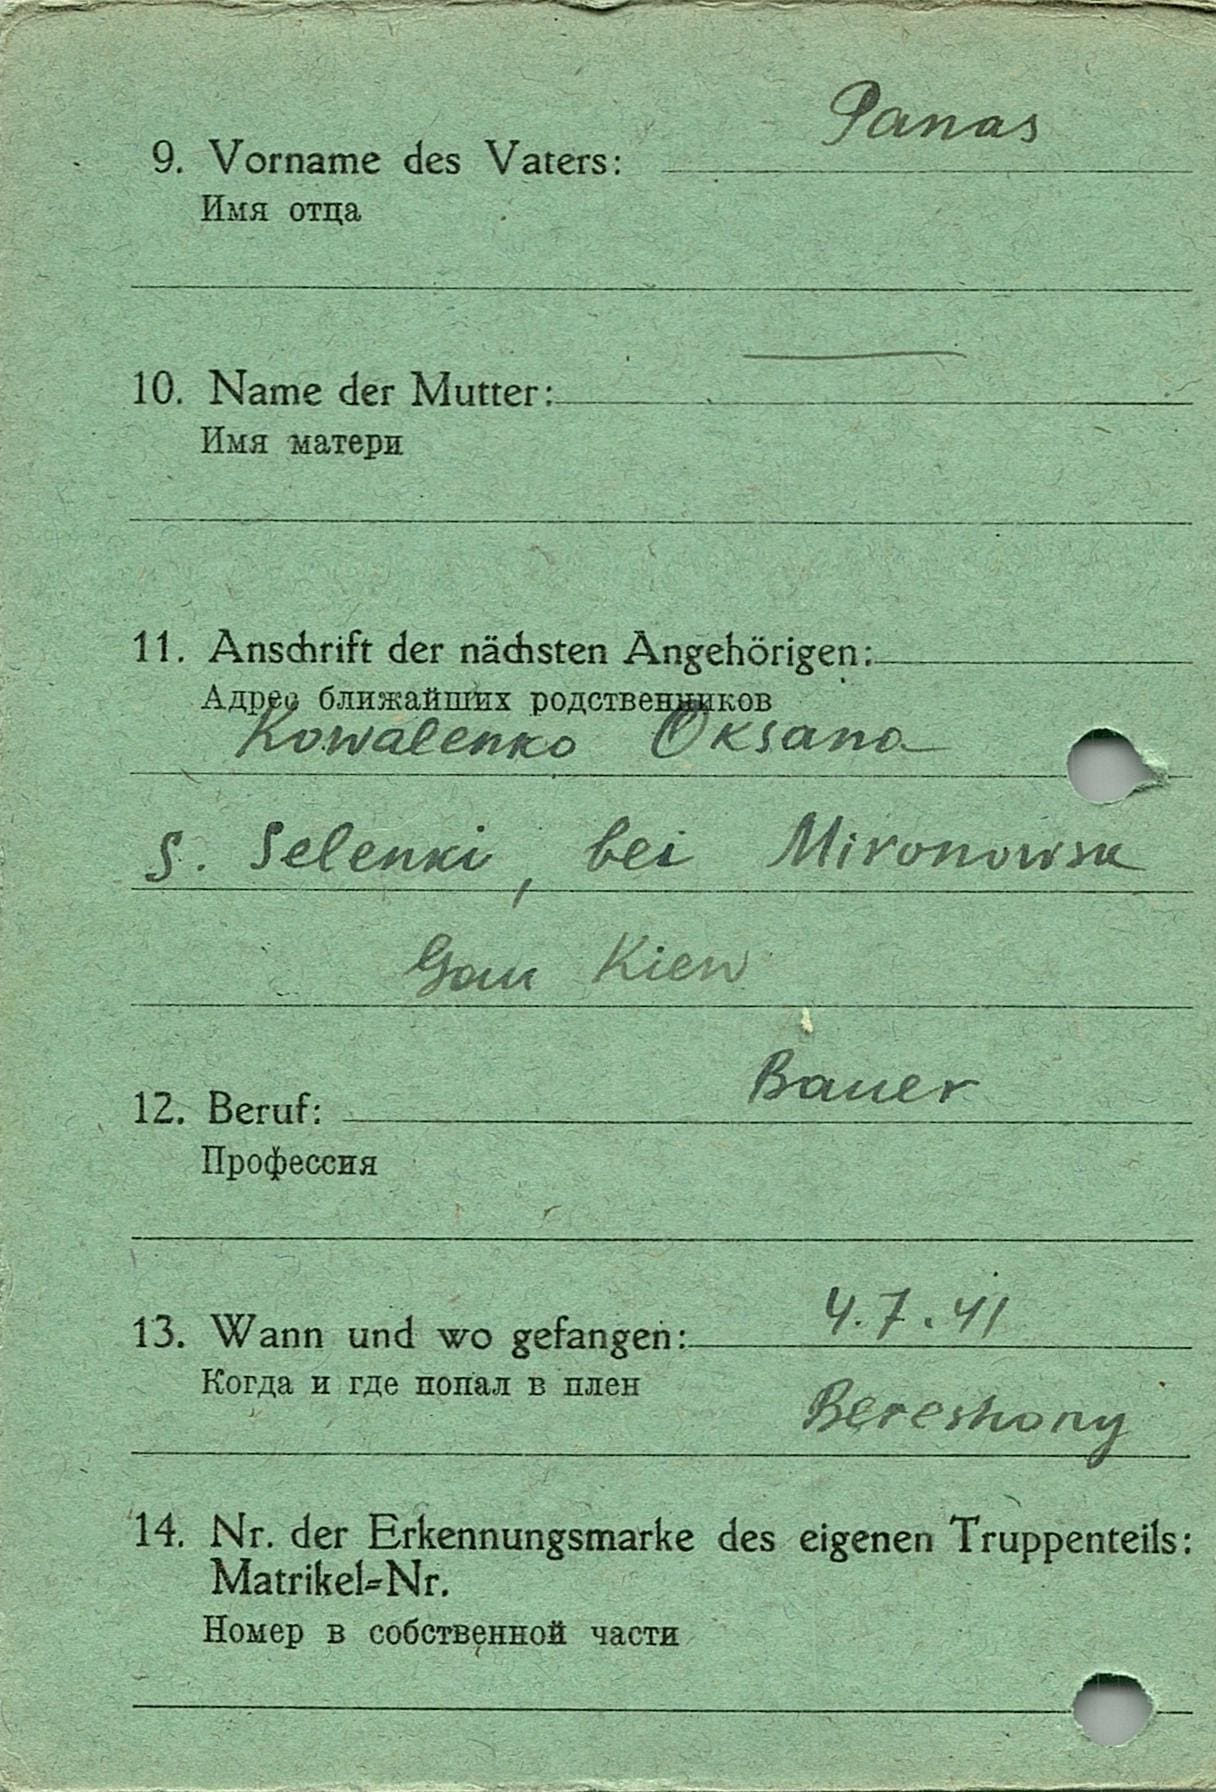 Panas
9. Vorname des Vaters:
Имя отца
10. Name der Mutter:
Имя матери
11. Anschrift der nächsten Angehörigen:
Адрес ближайших родственников
Kowalenko Oksana
S. Selenki, bei Mironowka
Gau Kiew
Bauer
12. Beruf:
Профессия
13. Wann und wo gefangen: 4.7.41
Когда и где попал в плен
Bereshony
14. Nr. der Erkennungsmarke des eigenen Truppenteils:
Matrikel=Nr.
Номер в собственной части